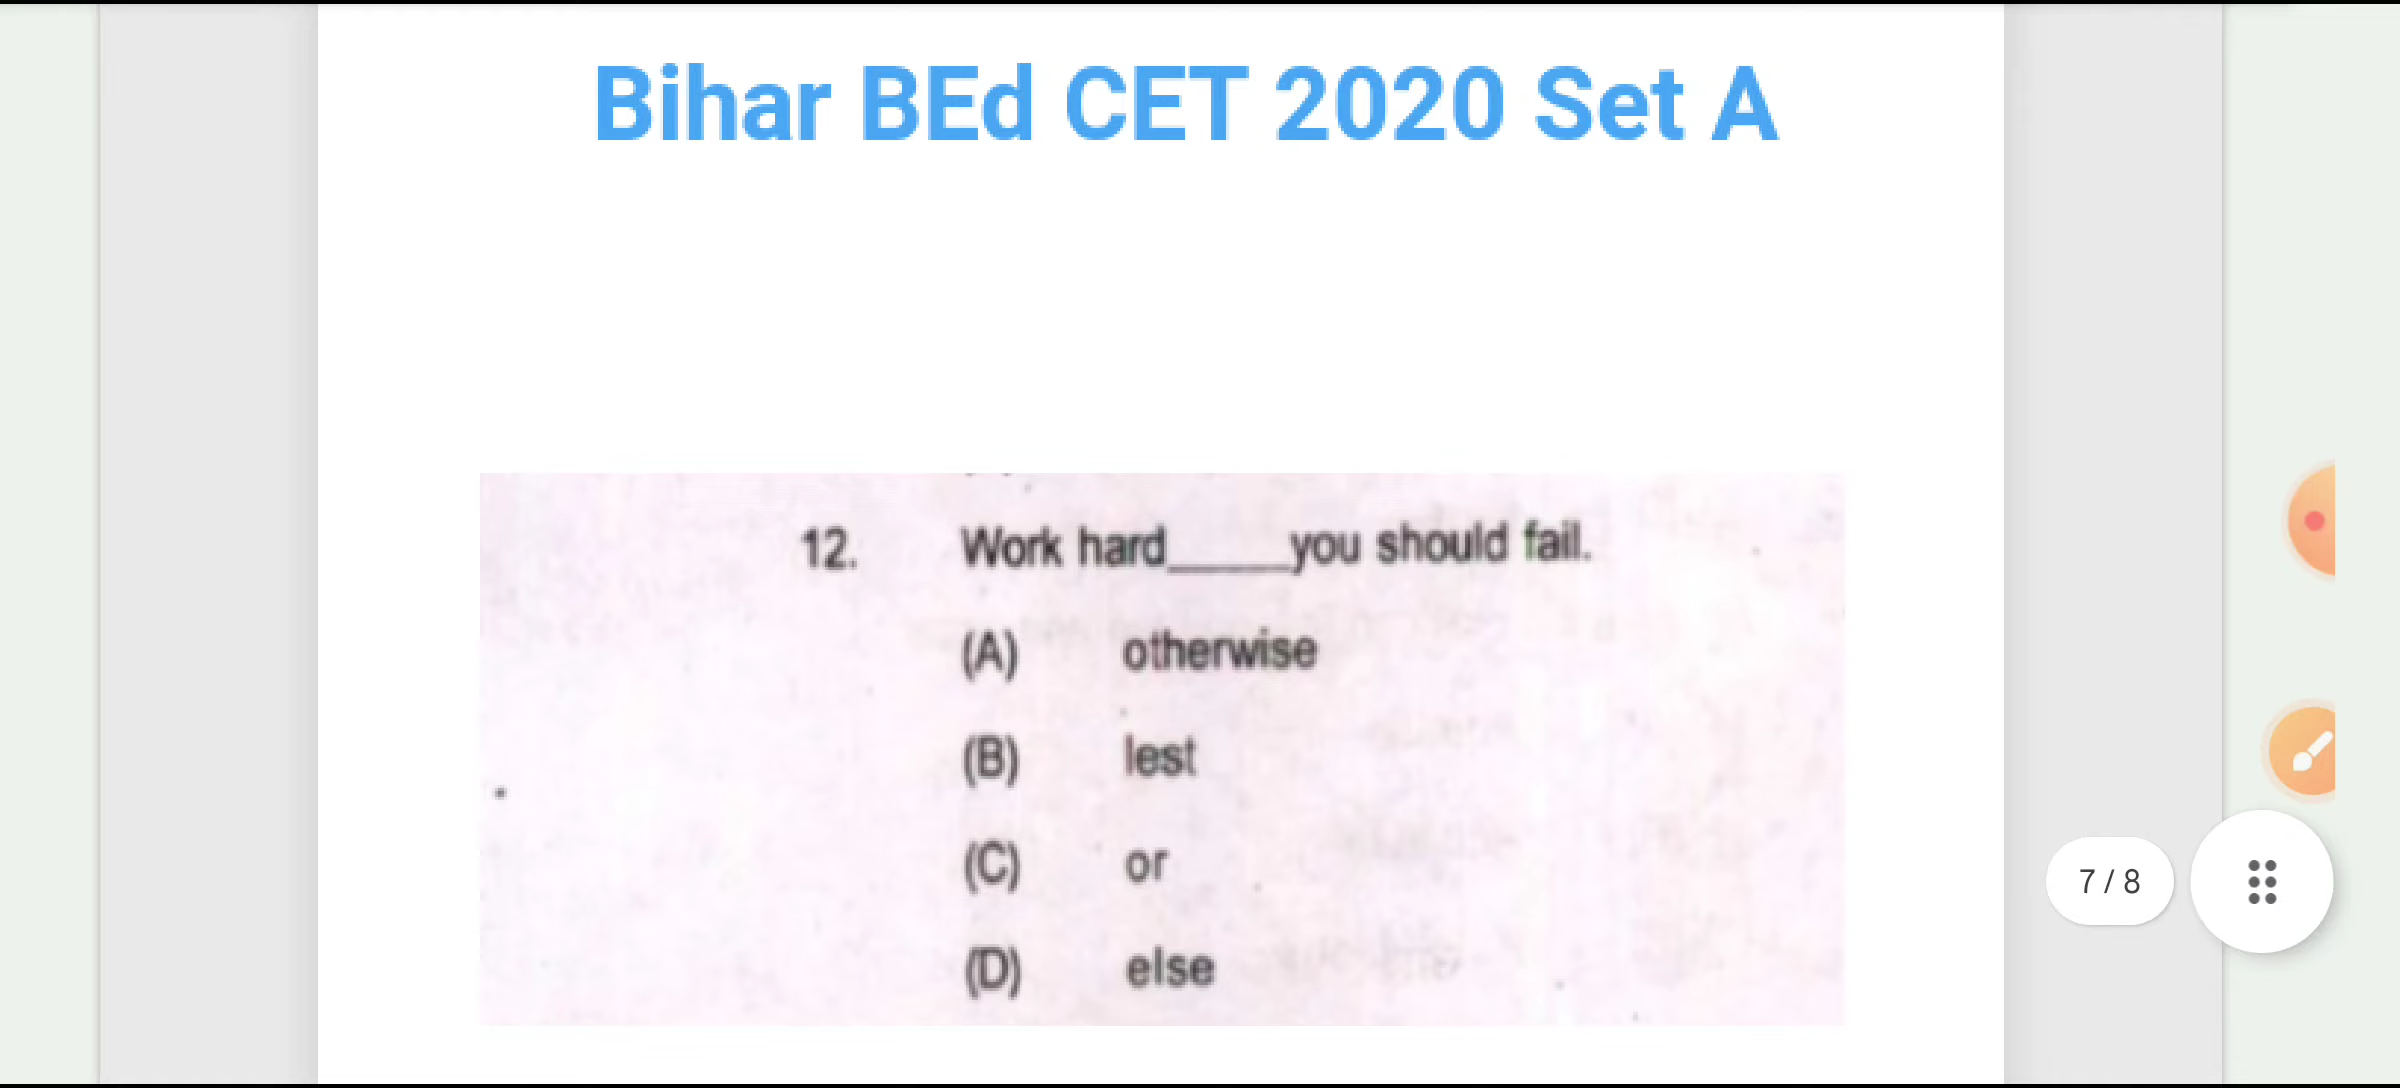 Bihar BEd CET 2020 Set A
12. Work hard_____you should fail.
(A) otherwise
(B) lest
(C) or
(D) else
7 / 8